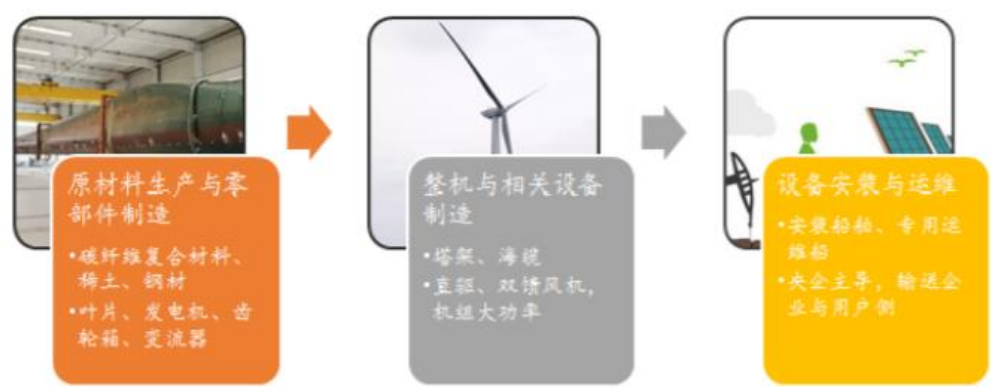 原材料生产与零
部件制造
•碳纤维复合材料、
稀土、钢材
•叶片、发电机、齿
轮箱、变流器
整机与相关设备
制造
•塔架、海缆
•直驱、双馈风机,
机组大功率
设备安装与运维
•安装船舶、专用运
维船
•央企主导,输送企
业与用户侧